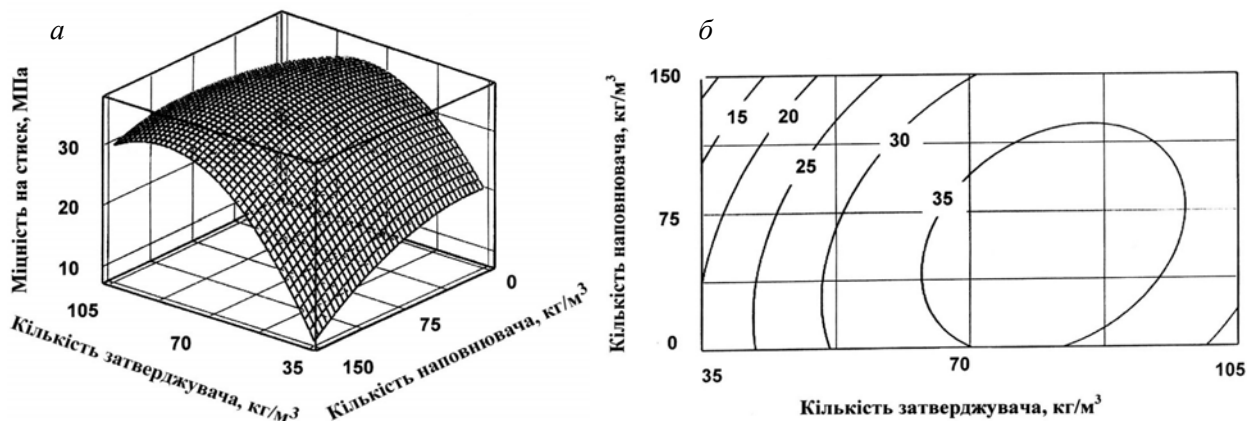 а
Міцність на стиск, МПа
30
20
10
105
70
35
Кількість затверджувача, кг/м³
150
75
0
Кількість наповнювача, кг/м³
б
Кількість наповнювача, кг/м³
150
75
0
15
20
25
30
35
35
70
105
Кількість затверджувача, кг/м³